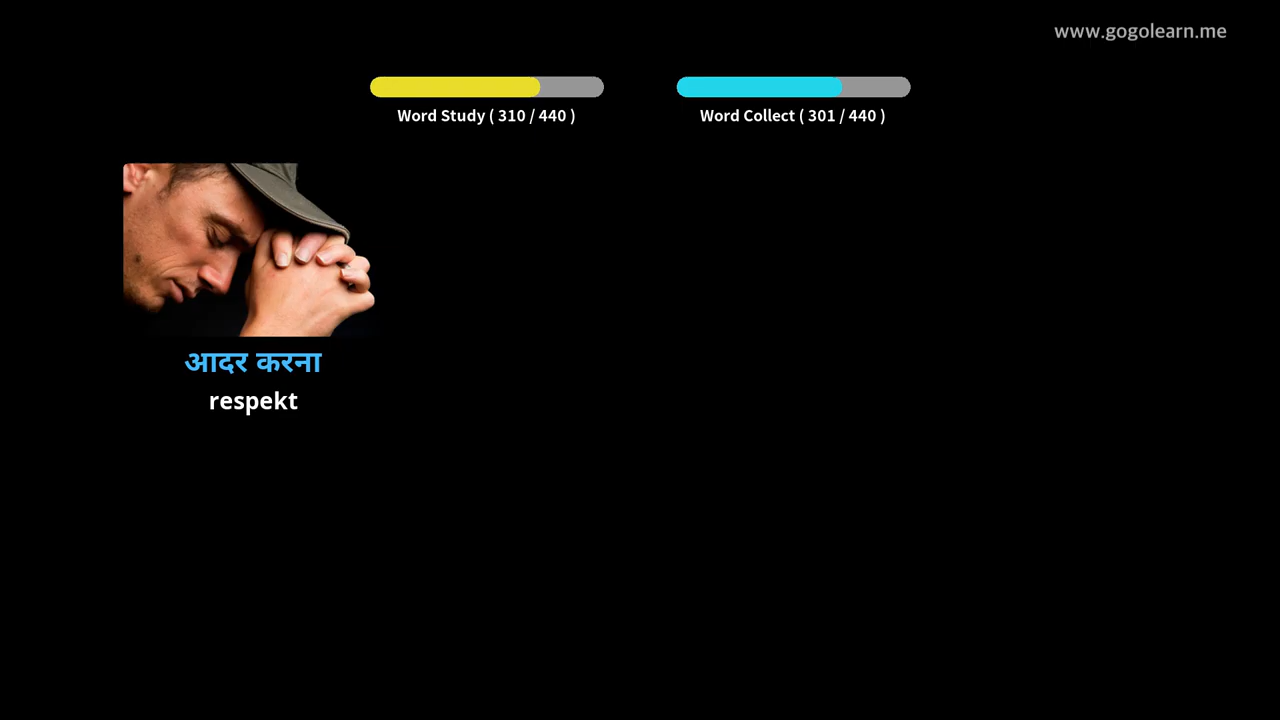 www.gogolearn.me
Word Study ( 310 / 440 )
Word Collect ( 301 / 440 )
आदर करना
respekt